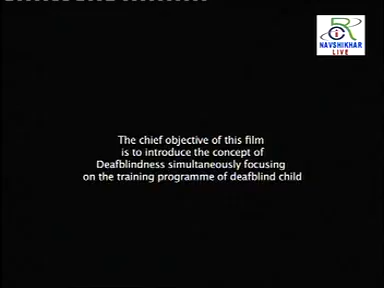 NAVSHIKHAR
LIVE
The chief objective of this film
is to introduce the concept of
Deafblindness simultaneously focusing
on the training programme of deafblind child